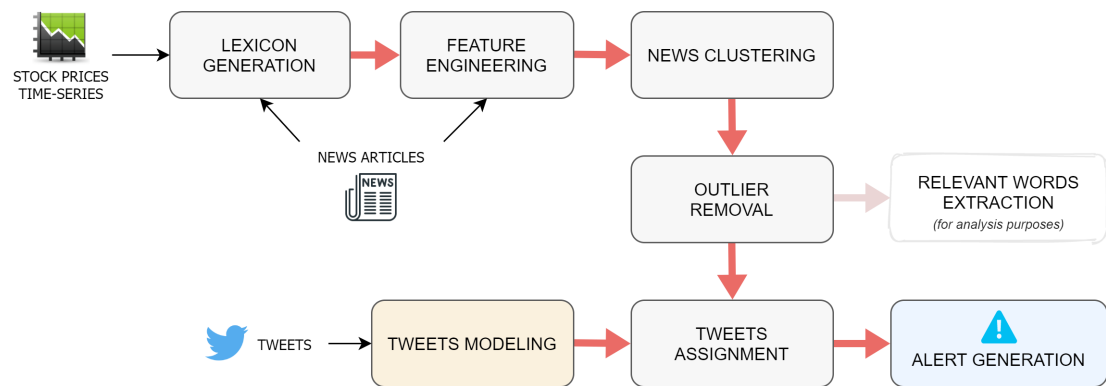 STOCK PRICES
TIME-SERIES
LEXICON
GENERATION
FEATURE
ENGINEERING
NEWS CLUSTERING
NEWS ARTICLES
NEWS
OUTLIER
REMOVAL
RELEVANT WORDS
EXTRACTION
(for analysis purposes)
TWEETS
TWEETS MODELING
TWEETS
ASSIGNMENT
ALERT GENERATION